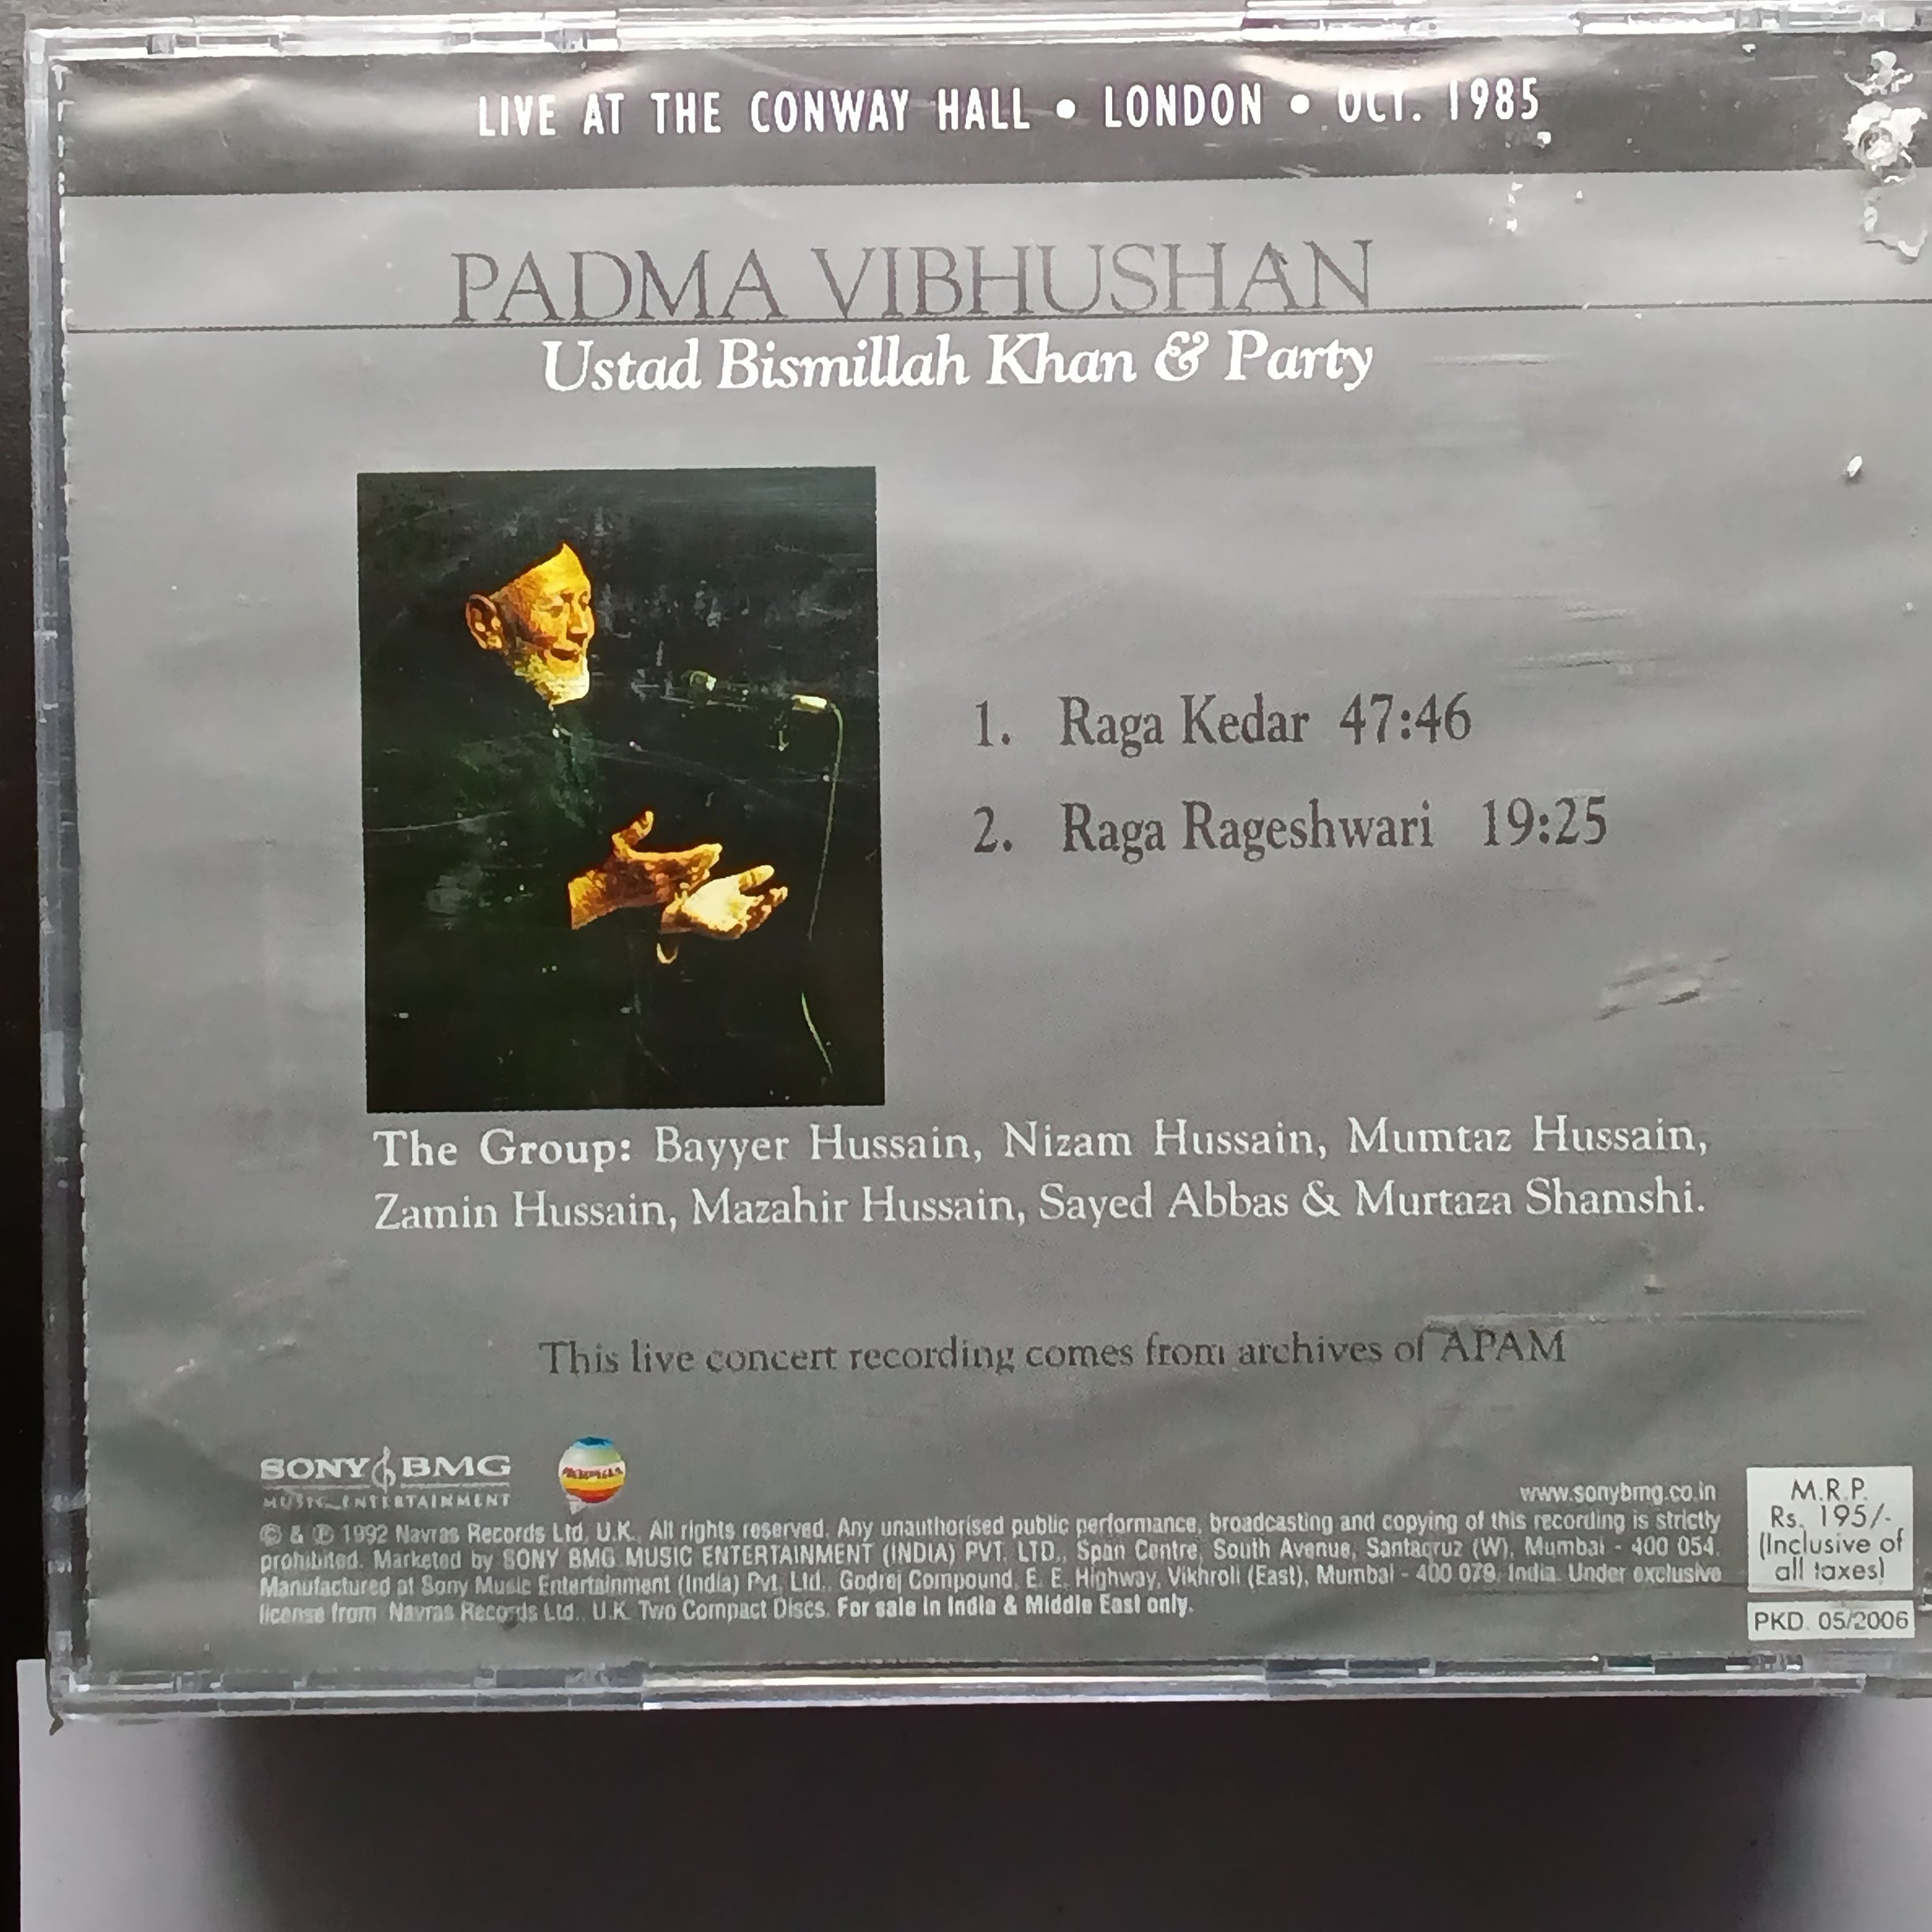 LIVE AT THE CONWAY HALL • LONDON • OCT. 1985
PADMA VIBHUSHAN
Ustad Bismillah Khan & Party
1. Raga Kedar 47:46
2. Raga Rageshwari 19:25
The Group: Bayyer Hussain, Nizam Hussain, Mumtaz Hussain,
Zamin Hussain, Mazahir Hussain, Sayed Abbas & Murtaza Shamshi.
This live concert recording comes from archives of APAM
SONY BMG
MUSIC ENTERTAINMENT
www.sonybmg.co.in
© & ℗ 1992 Navras Records Ltd, U.K. All rights reserved. Any unauthorised public performance, broadcasting and copying of this recording is strictly
prohibited. Marketed by SONY BMG MUSIC ENTERTAINMENT (INDIA) PVT. LTD., Span Centre, South Avenue, Santacruz (W), Mumbai - 400 054.
Manufactured at Sony Music Entertainment (India) Pvt. Ltd., Godrej Compound, E. E. Highway, Vikhroli (East), Mumbai - 400 079. India. Under exclusive
license from Navras Records Ltd., U.K. Two Compact Discs. For sale in India & Middle East only.
M.R.P.
Rs. 195/-
(Inclusive of
all taxes)
PKD. 05/2006